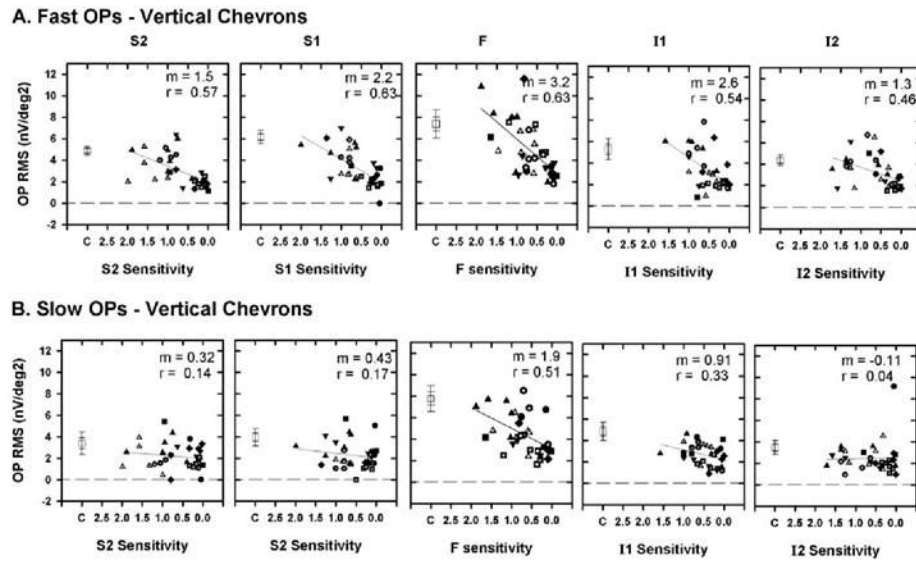 A. Fast OPs - Vertical Chevrons
S2 S1 F I1 I2
OP RMS (nV/deg2)
12
10
8
6
4
2
0
-2
m = 1.5
r = 0.57
m = 2.2
r = 0.63
m = 3.2
r = 0.63
m = 2.6
r = 0.54
m = 1.3
r = 0.46
C 2.5 2.0 1.5 1.0 0.5 0.0
C 2.5 2.0 1.5 1.0 0.5 0.0
C 2.5 2.0 1.5 1.0 0.5 0.0
C 2.5 2.0 1.5 1.0 0.5 0.0
C 2.5 2.0 1.5 1.0 0.5 0.0
S2 Sensitivity
S1 Sensitivity
F sensitivity
I1 Sensitivity
I2 Sensitivity
B. Slow OPs - Vertical Chevrons
OP RMS (nV/deg2)
12
10
8
6
4
2
0
-2
m = 0.32
r = 0.14
m = 0.43
r = 0.17
m = 1.9
r = 0.51
m = 0.91
r = 0.33
m = -0.11
r = 0.04
C 2.5 2.0 1.5 1.0 0.5 0.0
C 2.5 2.0 1.5 1.0 0.5 0.0
C 2.5 2.0 1.5 1.0 0.5 0.0
C 2.5 2.0 1.5 1.0 0.5 0.0
C 2.5 2.0 1.5 1.0 0.5 0.0
S2 Sensitivity
S2 Sensitivity
F sensitivity
I1 Sensitivity
I2 Sensitivity